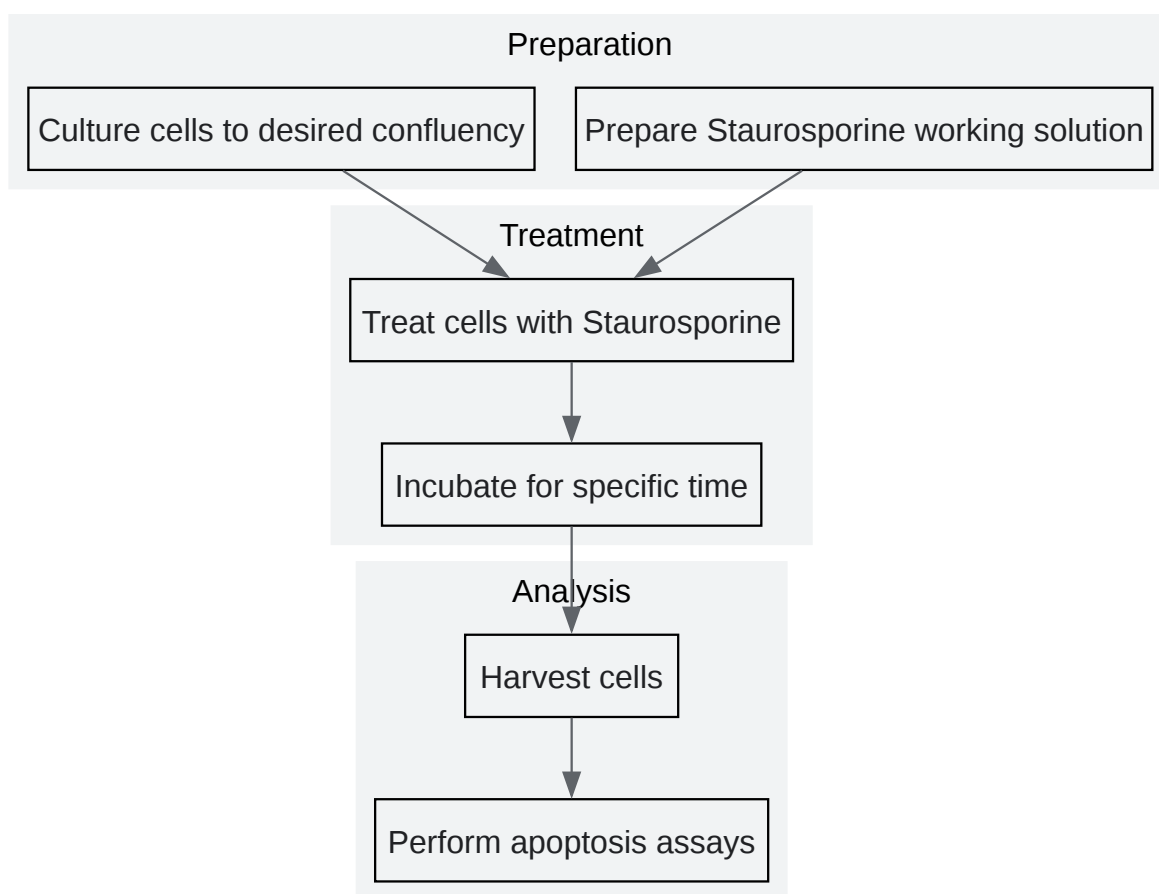 Preparation
Culture cells to desired confluency
Prepare Staurosporine working solution
Treatment
Treat cells with Staurosporine
Incubate for specific time
Analysis
Harvest cells
Perform apoptosis assays